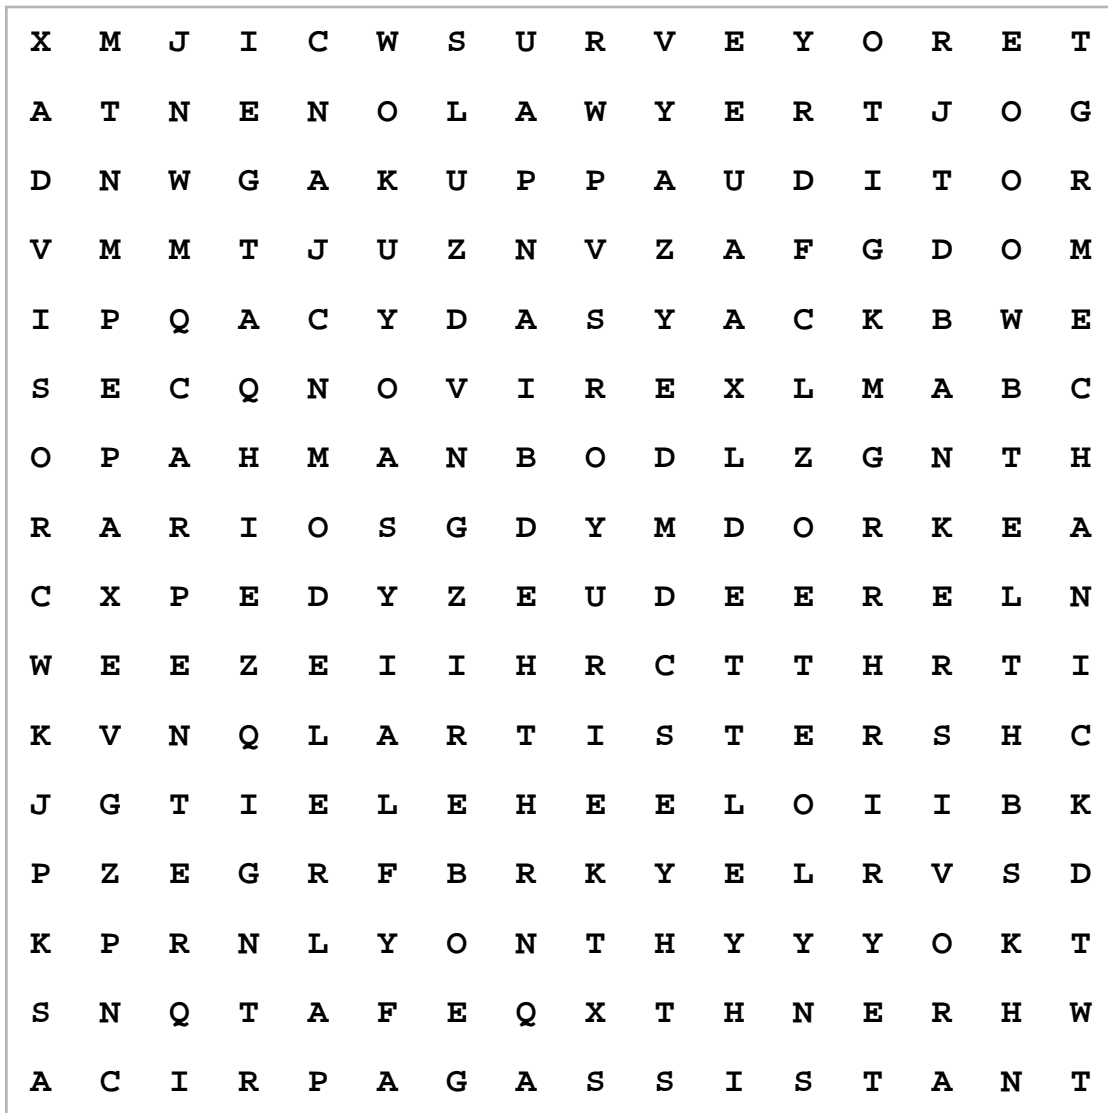 X M J I C W S U R V E Y O R E T
A T N E N O L A W Y E R T J O G
D N W G A K U P P A U D I T O R
V M M T J U Z N V Z A F G D O M
I P Q A C Y D A S Y A C K B W E
S E C Q N O V I R E X L M A B C
O P A H M A N B O D L Z G N T H
R A R I O S G D Y M D O R K E A
C X P E D Y Z E U D E E R E L N
W E E Z E I I H R C T T H R T I
K V N Q L A R T I S T E R S H C
J G T I E L E H E E L O I I B K
P Z E G R F B R K Y E L R V S D
K P R N L Y O N T H Y Y Y O K T
S N Q T A F E Q X T H N E R H W
A C I R P A G A S S I S T A N T